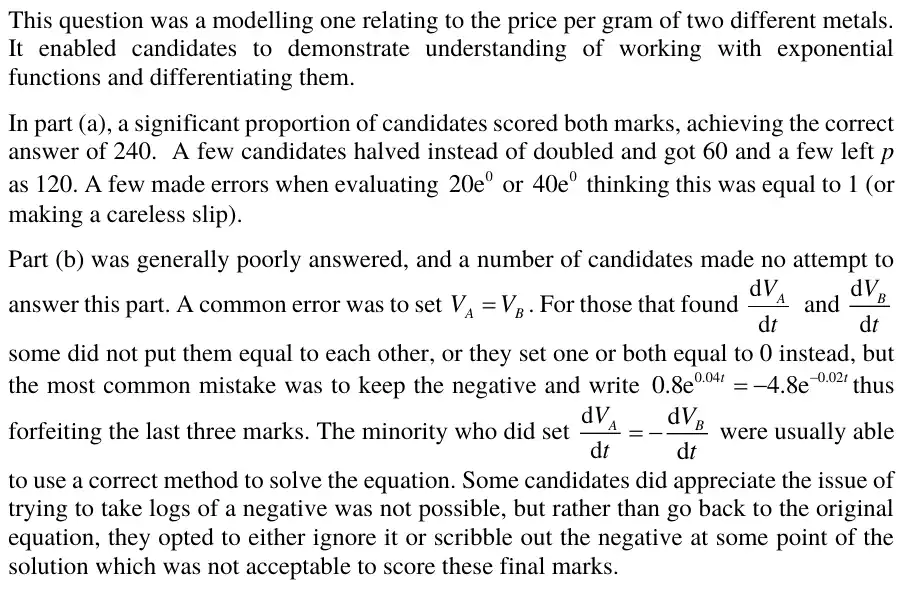 This question was a modelling one relating to the price per gram of two different metals.
It enabled candidates to demonstrate understanding of working with exponential
functions and differentiating them.
In part (a), a significant proportion of candidates scored both marks, achieving the correct
answer of 240. A few candidates halved instead of doubled and got 60 and a few left p
as 120. A few made errors when evaluating 20e⁰ or 40e⁰ thinking this was equal to 1 (or
making a careless slip).
Part (b) was generally poorly answered, and a number of candidates made no attempt to
answer this part. A common error was to set V_A = V_B. For those that found dV_A/dt and dV_B/dt
some did not put them equal to each other, or they set one or both equal to 0 instead, but
the most common mistake was to keep the negative and write 0.8e^{0.04t} = −4.8e^{−0.02t} thus
forfeiting the last three marks. The minority who did set dV_A/dt = −dV_B/dt were usually able
to use a correct method to solve the equation. Some candidates did appreciate the issue of
trying to take logs of a negative was not possible, but rather than go back to the original
equation, they opted to either ignore it or scribble out the negative at some point of the
solution which was not acceptable to score these final marks.